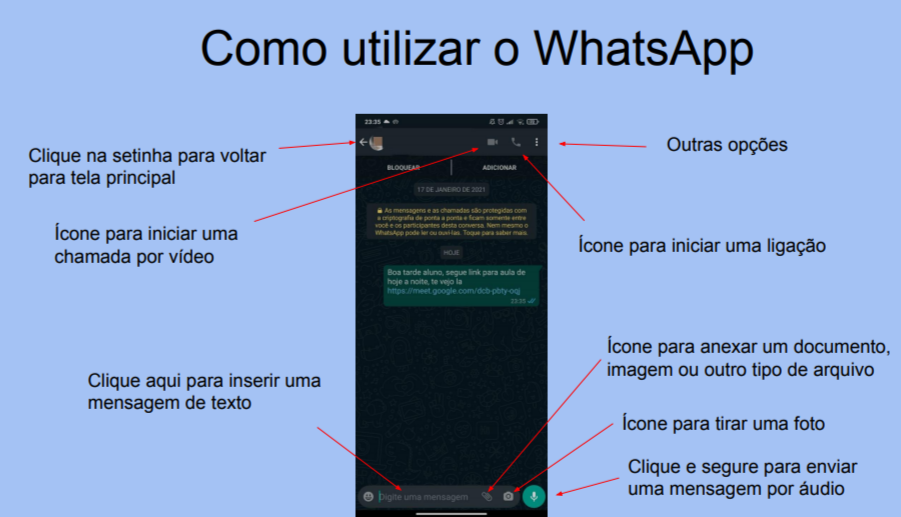 Como utilizar o WhatsApp
23:35
Clique na setinha para voltar
para tela principal
Outras opções
BLOQUEAR
ADICIONAR
17 DE JANEIRO DE 2021
As mensagens e as chamadas são protegidas com
a criptografia de ponta a ponta e ficam somente entre
você e os participantes desta conversa. Nem mesmo o
WhatsApp pode ler ou ouvi-las. Toque para saber mais.
Ícone para iniciar uma
chamada por vídeo
Ícone para iniciar uma ligação
HOJE
Boa tarde aluno, segue link para aula de
hoje a noite, te vejo la
https://meet.google.com/dcb-pbty-oqj
23:35
Ícone para anexar um documento,
imagem ou outro tipo de arquivo
Clique aqui para inserir uma
mensagem de texto
Ícone para tirar uma foto
Clique e segure para enviar
uma mensagem por áudio
Digite uma mensagem